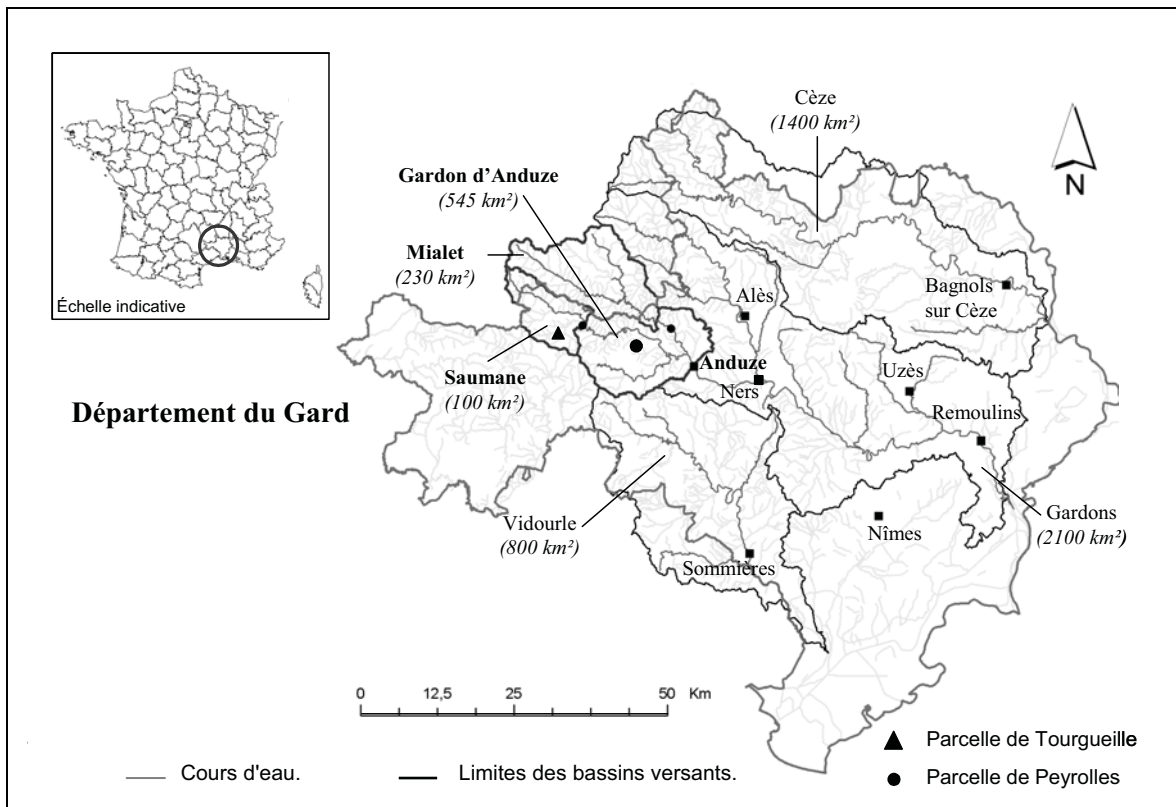 Échelle indicative
Cèze
(1400 km²)
N
Gardon d'Anduze
(545 km²)
Mialet
(230 km²)
Alès
Bagnols
sur Cèze
Saumane
(100 km²)
Anduze
Ners
Uzès
Remoulins
Département du Gard
Vidourle
(800 km²)
Sommières
Nîmes
Gardons
(2100 km²)
0 12,5 25 50 Km
Parcelle de Tourgueille
Cours d'eau.
Limites des bassins versants.
Parcelle de Peyrolles